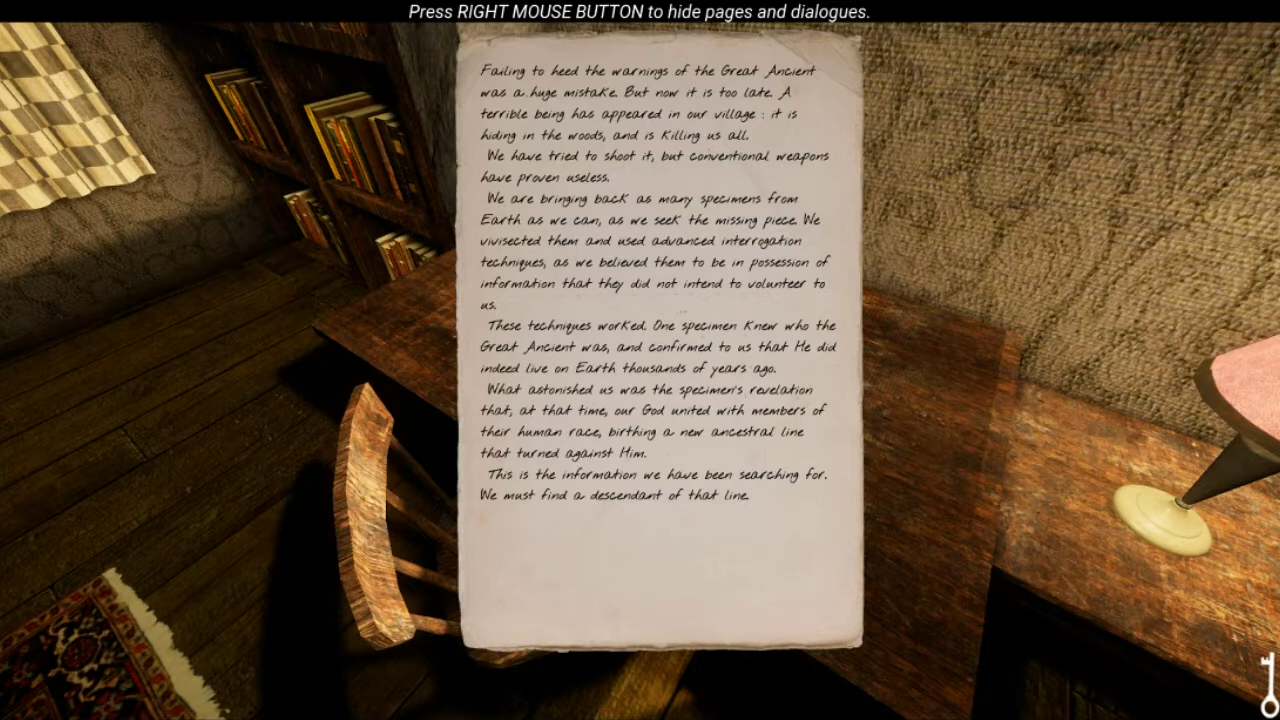 Press RIGHT MOUSE BUTTON to hide pages and dialogues.
Failing to heed the warnings of the Great Ancient
was a huge mistake. But now it is too late. A
terrible being has appeared in our village : it is
hiding in the woods, and is killing us all.
We have tried to shoot it, but conventional weapons
have proven useless.
We are bringing back as many specimens from
Earth as we can, as we seek the missing piece. We
vivisected them and used advanced interrogation
techniques, as we believed them to be in possession of
information that they did not intend to volunteer to
us.
These techniques worked. One specimen knew who the
Great Ancient was, and confirmed to us that He did
indeed live on Earth thousands of years ago.
What astonished us was the specimen's revelation
that, at that time, our God united with members of
their human race, birthing a new ancestral line
that turned against Him.
This is the information we have been searching for.
We must find a descendant of that line.